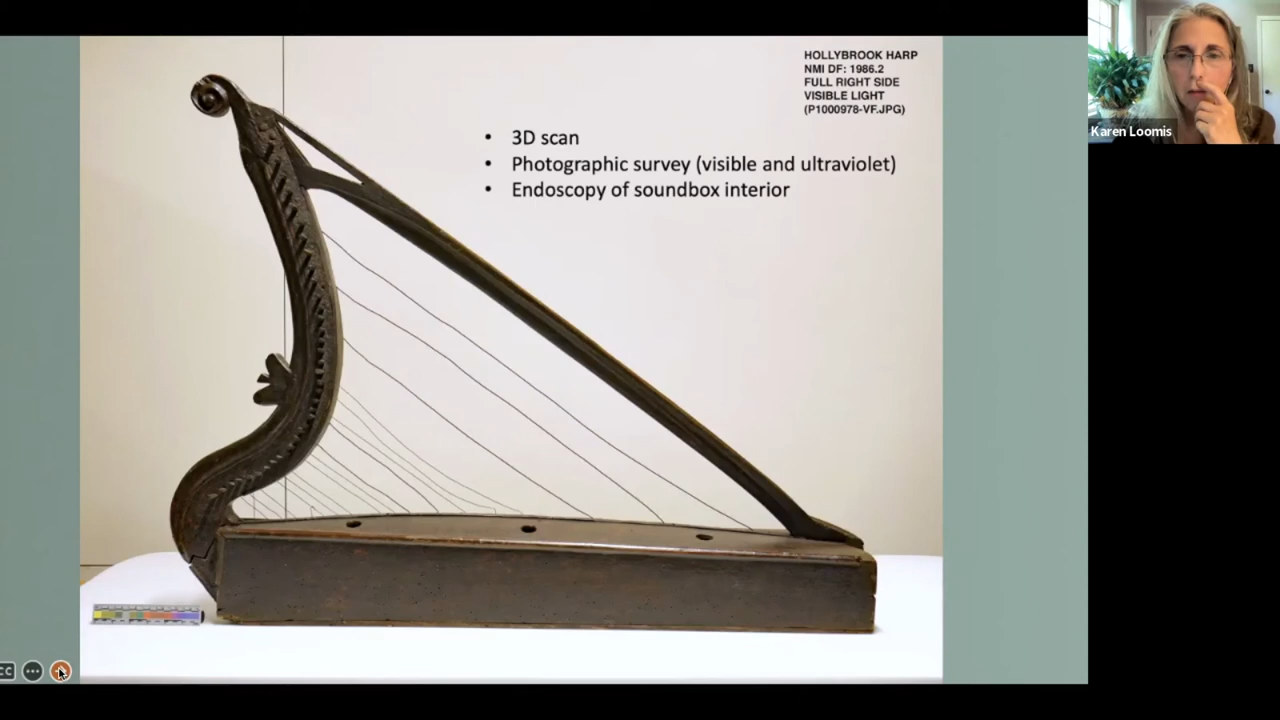 HOLLYBROOK HARP
NMI DF: 1986.2
FULL RIGHT SIDE
VISIBLE LIGHT
(P1000978-VF.JPG)
• 3D scan
• Photographic survey (visible and ultraviolet)
• Endoscopy of soundbox interior
Karen Loomis
CC